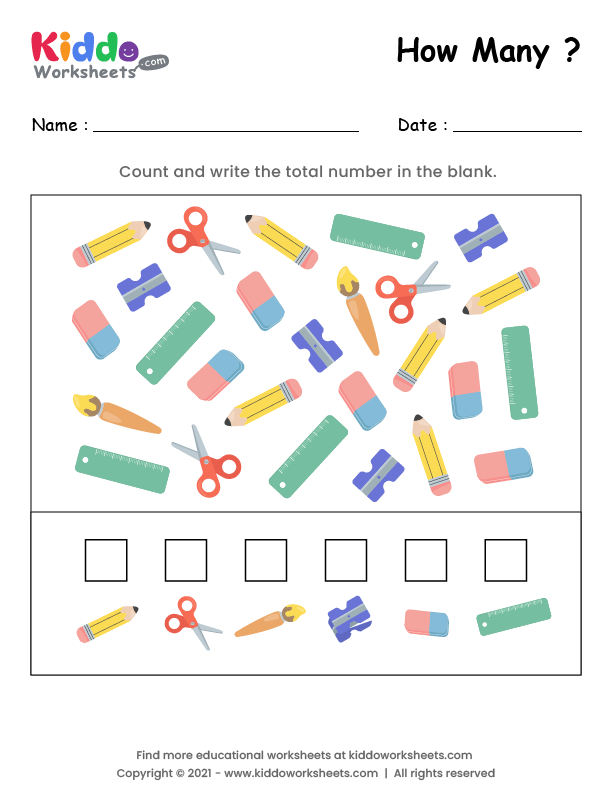 Kiddo
Worksheets
.com
How Many ?
Name :
Date :
Count and write the total number in the blank.
Find more educational worksheets at kiddoworksheets.com
Copyright © 2021 - www.kiddoworksheets.com | All rights reserved